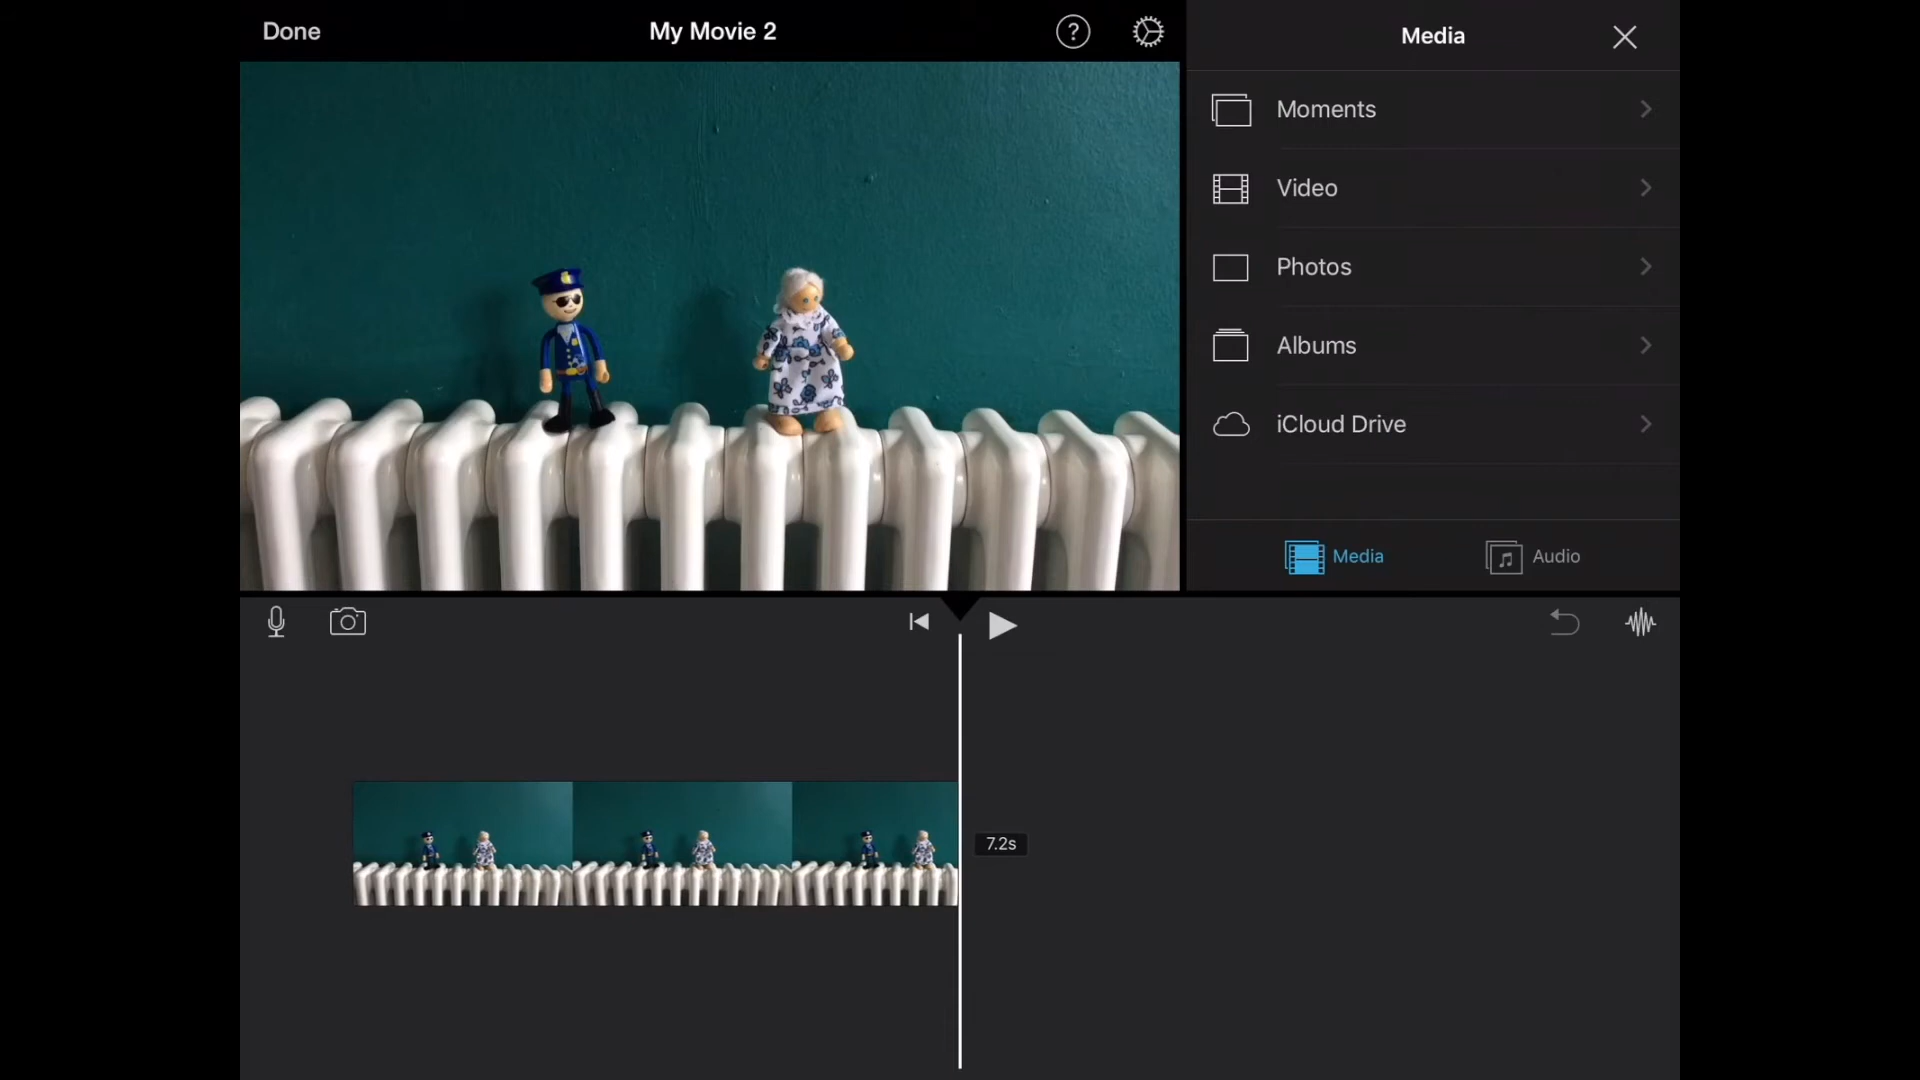 Done
My Movie 2
?
Media
Moments
Video
Photos
Albums
iCloud Drive
Media
Audio
7.2s